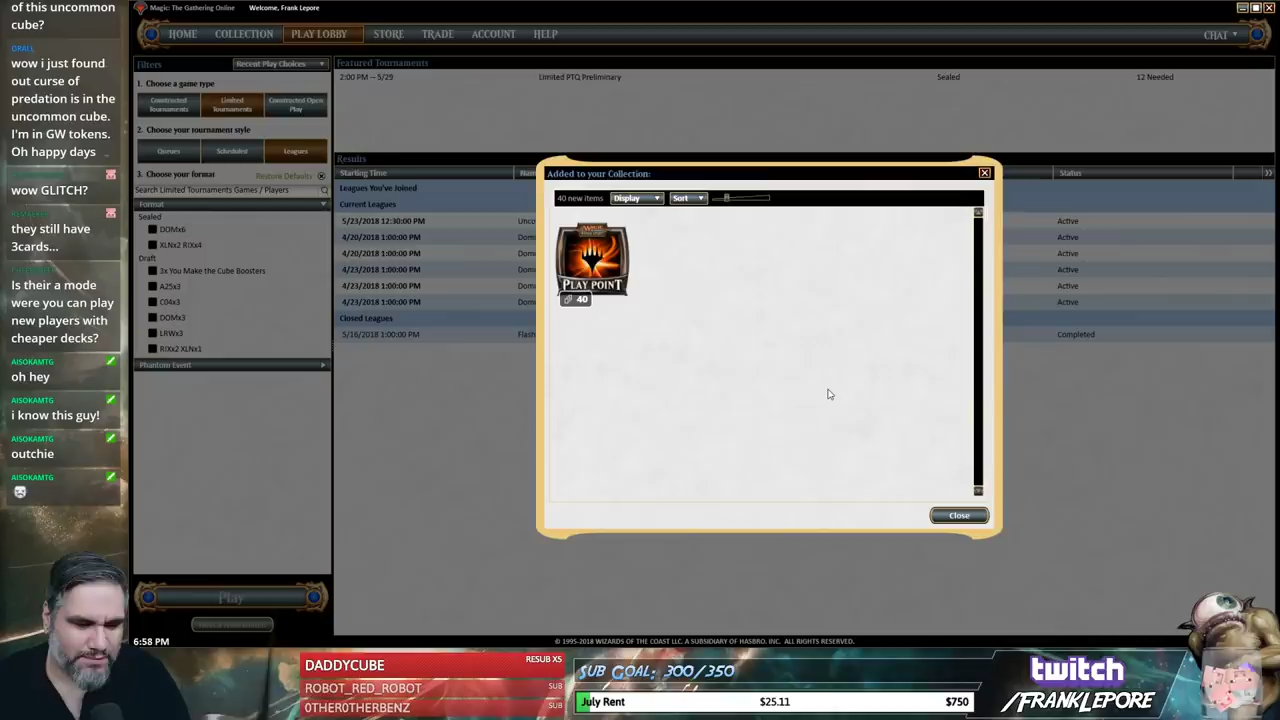 of this uncommon
cube?
DRALL
wow i just found
out curse of
predation is in the
uncommon cube.
I'm in GW tokens.
Oh happy days
wow GLITCH?
they still have
3cards...
Is their a mode
were you can play
new players with
cheaper decks?
AISOKAMTG
oh hey
AISOKAMTG
i know this guy!
AISOKAMTG
outchie
AISOKAMTG
6:58 PM
Magic: The Gathering Online
Welcome, Frank Lepore
HOME
COLLECTION
PLAY LOBBY
STORE
TRADE
ACCOUNT
HELP
CHAT
Filters
Recent Play Choices
1. Choose a game type
Constructed Tournaments
Limited Tournaments
Constructed Open Play
2. Choose your tournament style
Queues
Scheduled
Leagues
3. Choose your format
Restore Defaults
Search Limited Tournaments Games / Players
Format
Sealed
DOMx6
XLNx2 RIXx4
Draft
3x You Make the Cube Boosters
A25x3
C04x3
DOMx3
LRWx3
RIXx2 XLNx1
Phantom Event
Play
Featured Tournaments
2:00 PM -- 5/29
Limited PTQ Preliminary
Sealed
12 Needed
Results
Starting Time
Status
Leagues You've Joined
Current Leagues
5/23/2018 12:30:00 PM
Unco
Active
4/20/2018 1:00:00 PM
Domi
Active
4/20/2018 1:00:00 PM
Domi
Active
4/23/2018 1:00:00 PM
Domi
Active
4/23/2018 1:00:00 PM
Domi
Active
4/23/2018 1:00:00 PM
Domi
Active
Closed Leagues
5/16/2018 1:00:00 PM
Flash
Completed
Added to your Collection:
40 new items
Display
Sort
PLAY POINT
40
Close
© 1995-2018 WIZARDS OF THE COAST LLC. A SUBSIDIARY OF HASBRO, INC. ALL RIGHTS RESERVED.
DADDYCUBE
RESUB X5
ROBOT_RED_ROBOT
SUB
0THER0THERBENZ
SUB
SUB GOAL: 300/350
July Rent
$25.11
$750
twitch
/FRANKLEPORE